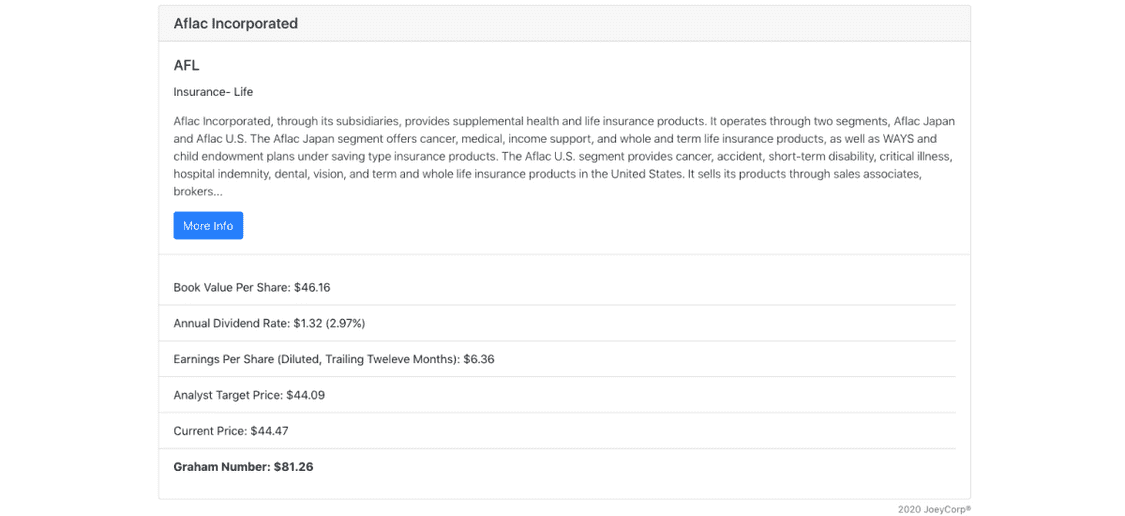 Aflac Incorporated
AFL
Insurance- Life
Aflac Incorporated, through its subsidiaries, provides supplemental health and life insurance products. It operates through two segments, Aflac Japan
and Aflac U.S. The Aflac Japan segment offers cancer, medical, income support, and whole and term life insurance products, as well as WAYS and
child endowment plans under saving type insurance products. The Aflac U.S. segment provides cancer, accident, short-term disability, critical illness,
hospital indemnity, dental, vision, and term and whole life insurance products in the United States. It sells its products through sales associates,
brokers...
More Info
Book Value Per Share: $46.16
Annual Dividend Rate: $1.32 (2.97%)
Earnings Per Share (Diluted, Trailing Tweleve Months): $6.36
Analyst Target Price: $44.09
Current Price: $44.47
Graham Number: $81.26
2020 JoeyCorp®